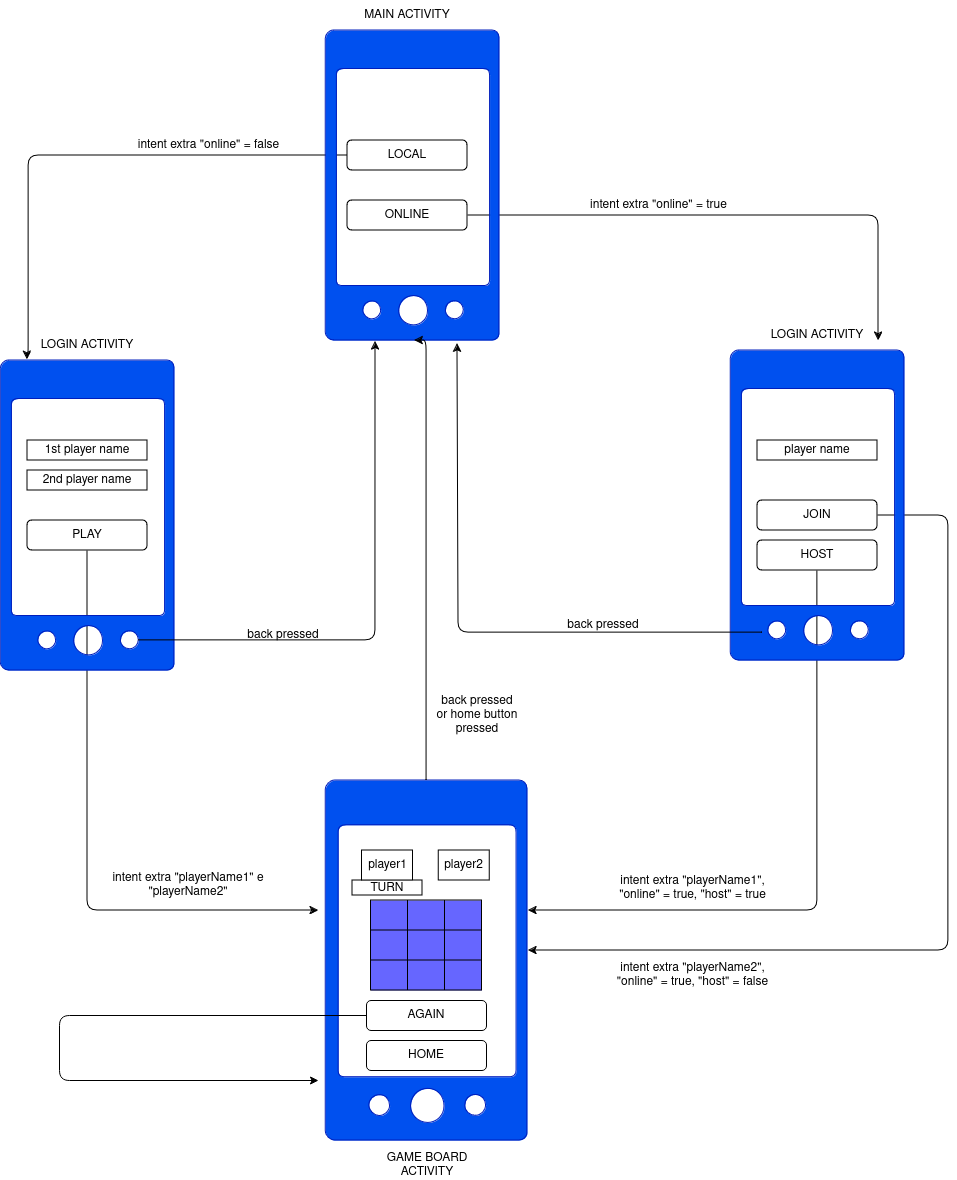 MAIN ACTIVITY
intent extra "online" = false
LOCAL
intent extra "online" = true
ONLINE
LOGIN ACTIVITY
LOGIN ACTIVITY
1st player name
2nd player name
PLAY
player name
JOIN
HOST
back pressed
back pressed
back pressed
or home button
pressed
intent extra "playerName1" e
"playerName2"
player1
player2
TURN
intent extra "playerName1",
"online" = true, "host" = true
intent extra "playerName2",
"online" = true, "host" = false
AGAIN
HOME
GAME BOARD
ACTIVITY